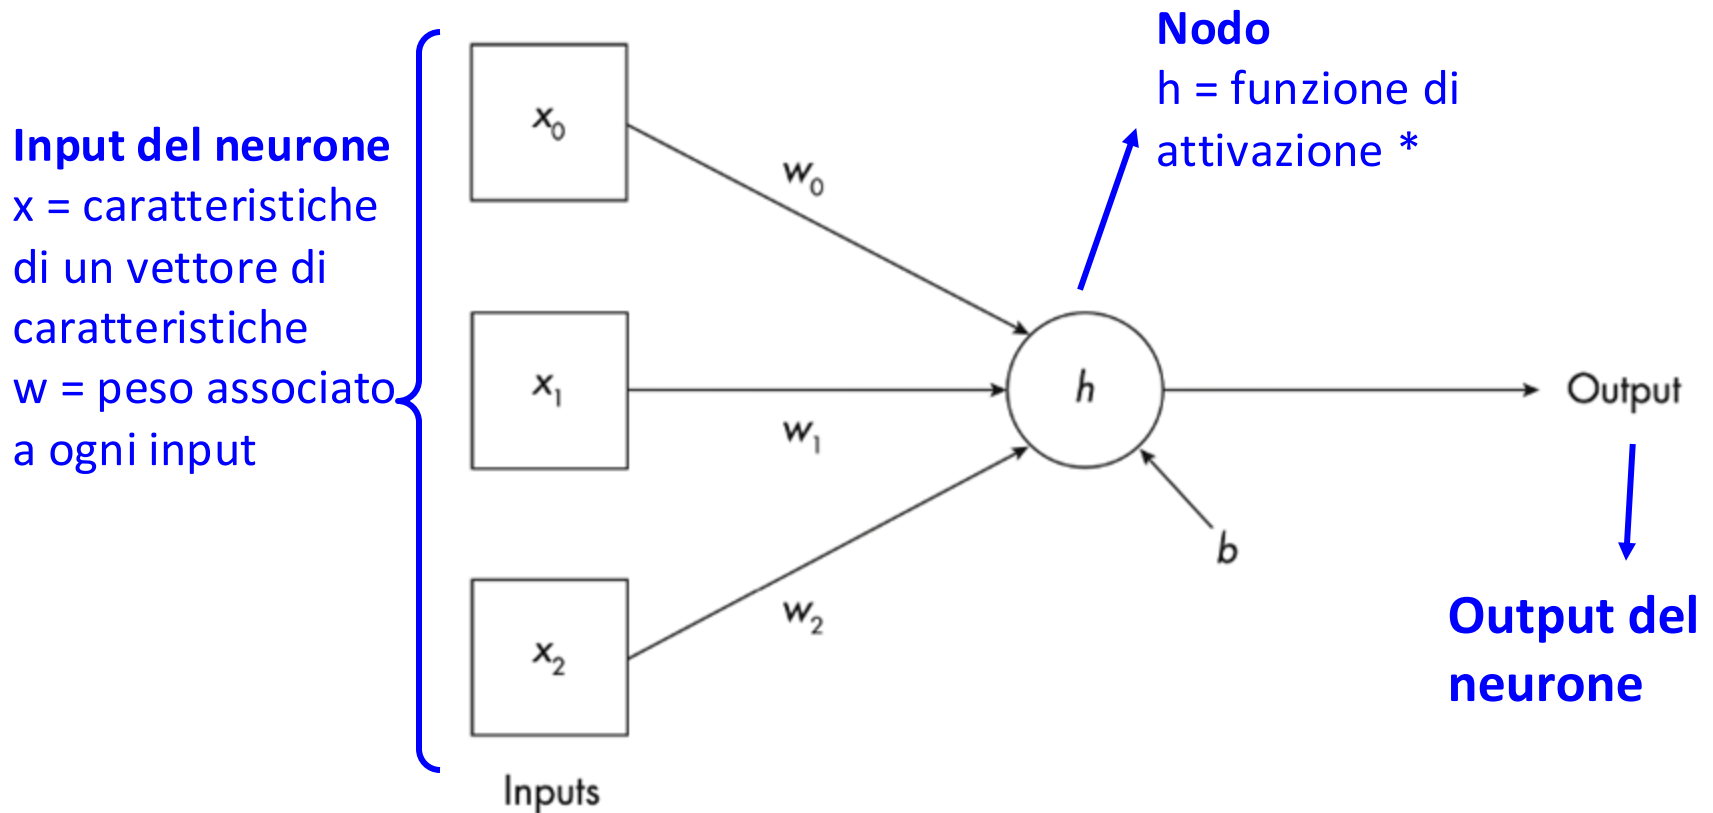 Input del neurone
x = caratteristiche
di un vettore di
caratteristiche
w = peso associato
a ogni input
x₀
x₁
x₂
Inputs
w₀
w₁
w₂
Nodo
h = funzione di
attivazione *
h
b
Output
Output del
neurone